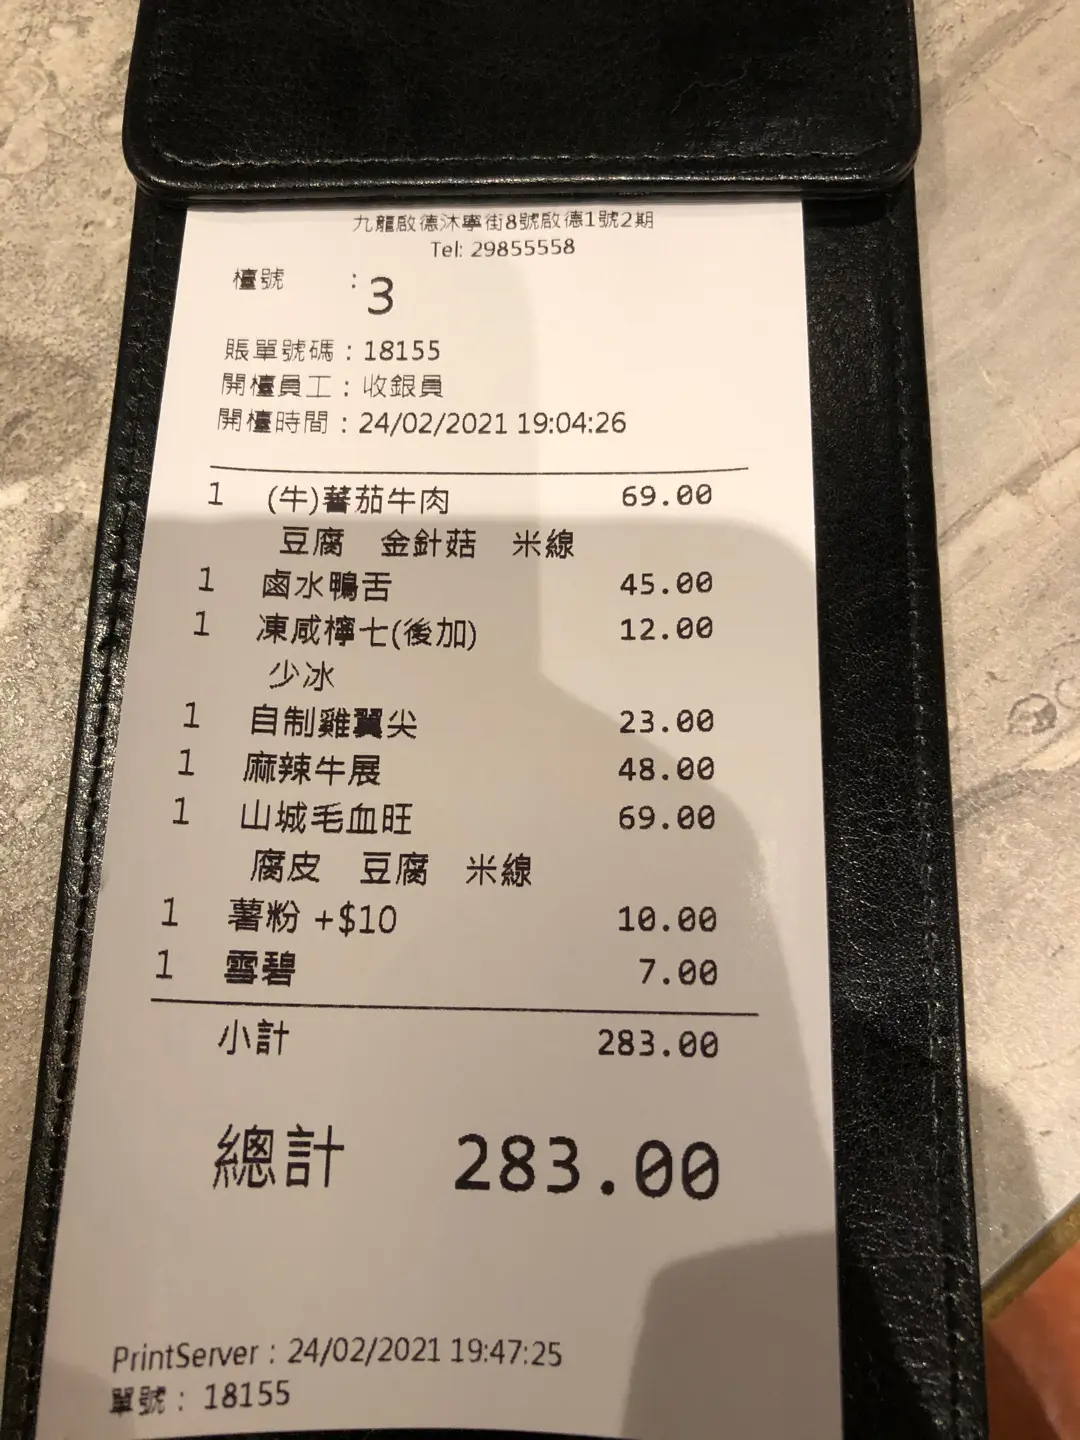 九龍啟德沐寧街8號啟德1號2期
Tel: 29855558
檯號 : 3
賬單號碼 : 18155
開檯員工 : 收銀員
開檯時間 : 24/02/2021 19:04:26
1 (牛)蕃茄牛肉 69.00
豆腐 金針菇 米線
1 鹵水鴨舌 45.00
1 凍咸檸七(後加) 12.00
少冰
1 自制雞翼尖 23.00
1 麻辣牛展 48.00
1 山城毛血旺 69.00
腐皮 豆腐 米線
1 薯粉 +$10 10.00
1 雪碧 7.00
小計 283.00
總計 283.00
PrintServer : 24/02/2021 19:47:25
單號 : 18155